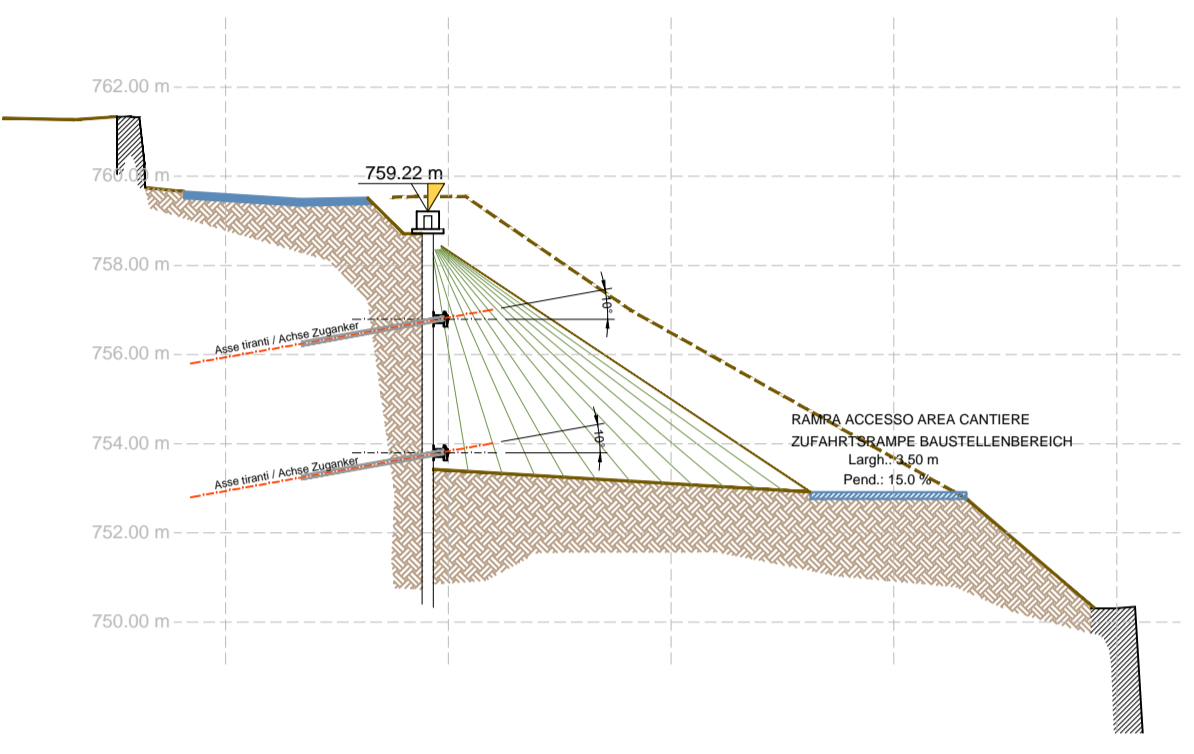 762.00 m
760.00 m
759.22 m
758.00 m
10°
Asse tiranti / Achse Zuganker
756.00 m
RAMPA ACCESSO AREA CANTIERE
754.00 m
10°
ZUFAHRTSRAMPE BAUSTELLENBEREICH
Largh.: 3.50 m
Asse tiranti / Achse Zuganker
Pend.: 15.0 %
752.00 m
750.00 m